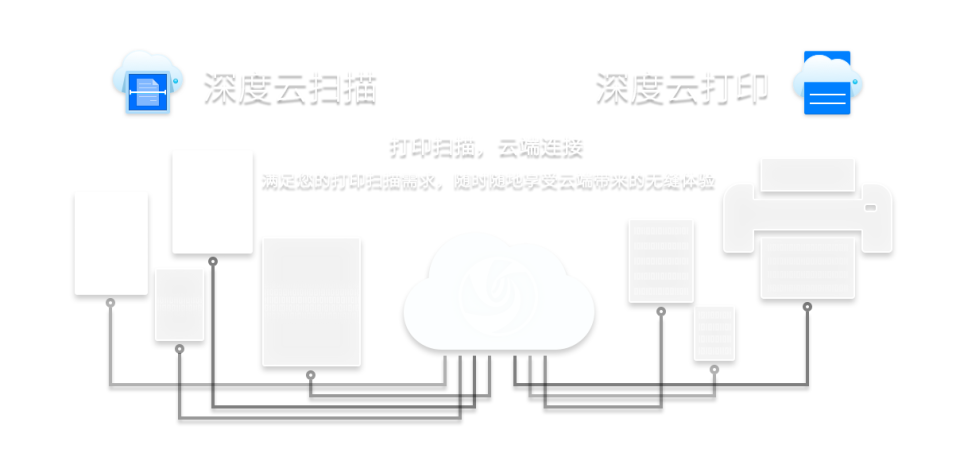 深度云扫描
深度云打印
打印扫描，云端连接
满足您的打印扫描需求，随时随地享受云端带来的无缝体验